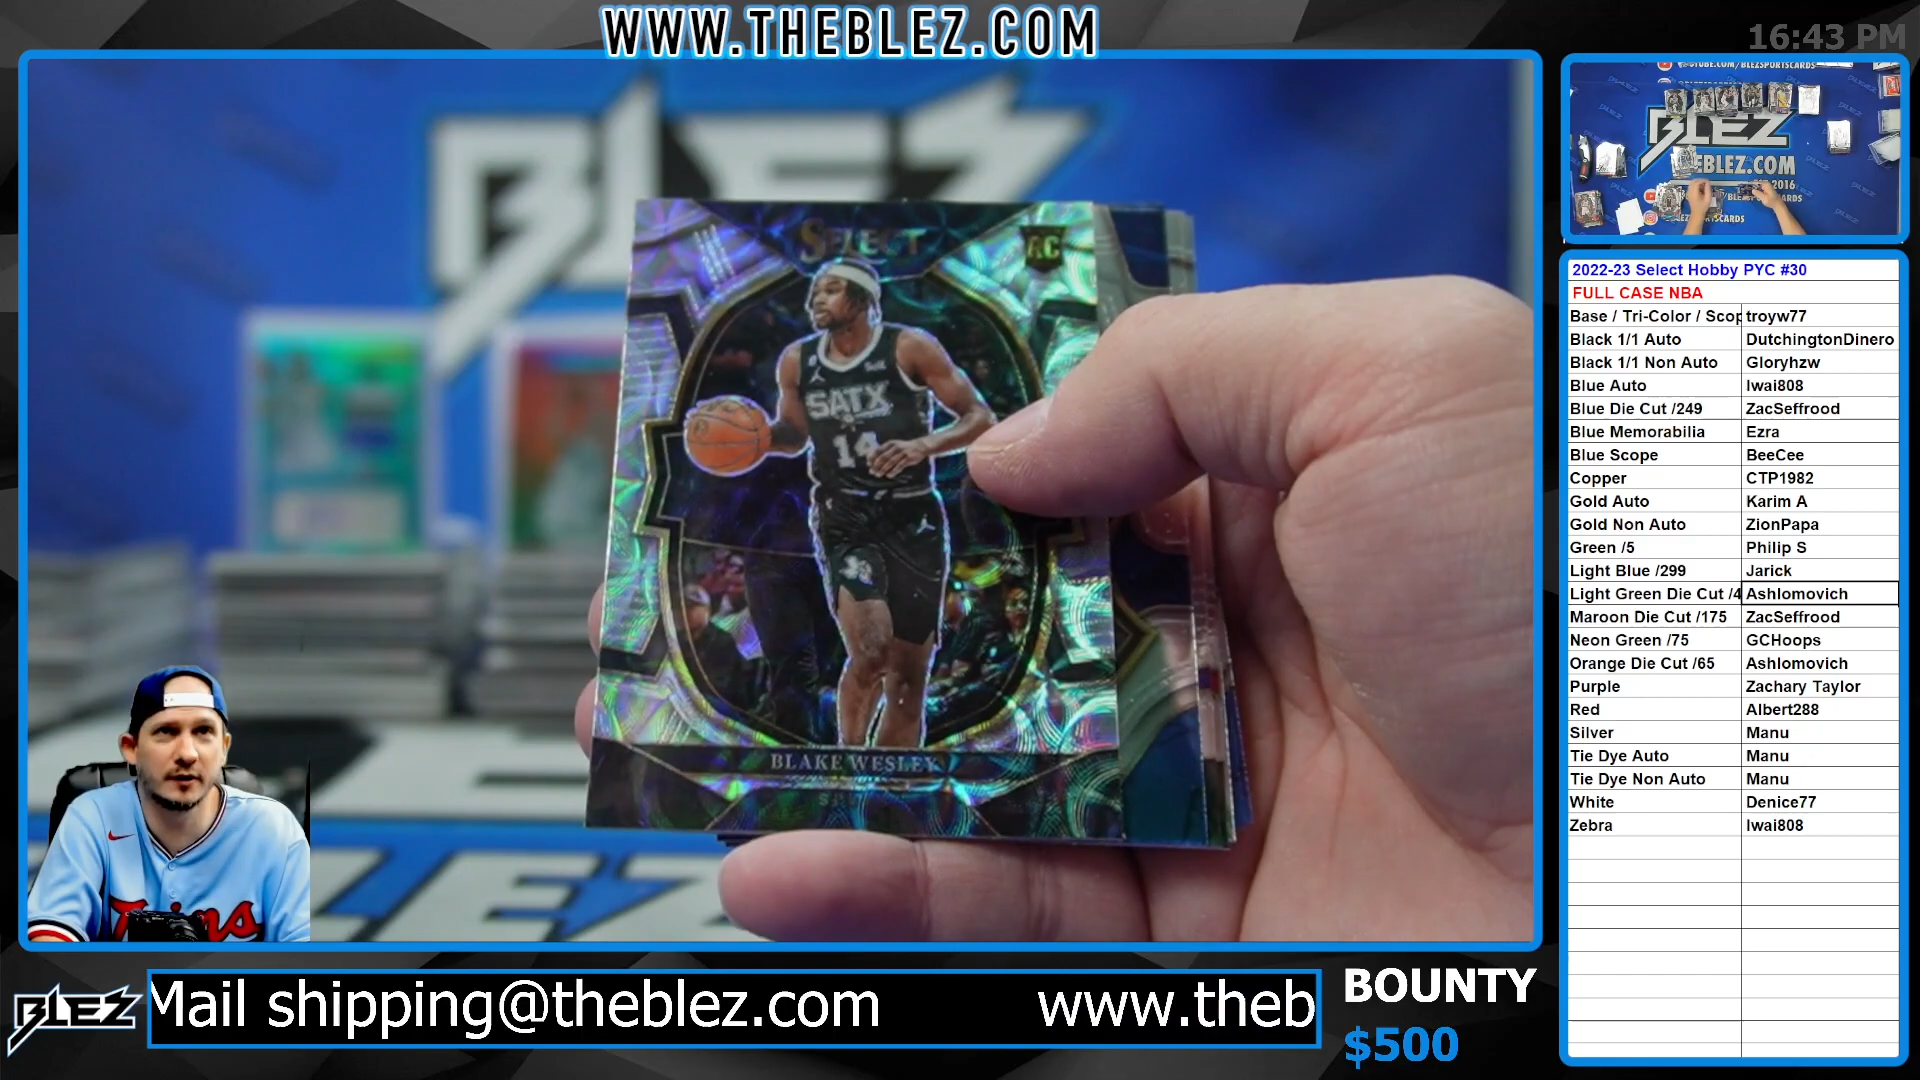 WWW.THEBLEZ.COM
16:43 PM
BLEZ
SELECT
RC
SATX
14
BLAKE WESLEY
Twins
BLEZ
BLEZ.COM
2016
2022-23 Select Hobby PYC #30
FULL CASE NBA
Base / Tri-Color / Scop troyw77
Black 1/1 Auto DutchingtonDinero
Black 1/1 Non Auto Gloryhzw
Blue Auto Iwai808
Blue Die Cut /249 ZacSeffrood
Blue Memorabilia Ezra
Blue Scope BeeCee
Copper CTP1982
Gold Auto Karim A
Gold Non Auto ZionPapa
Green /5 Philip S
Light Blue /299 Jarick
Light Green Die Cut /4 Ashlomovich
Maroon Die Cut /175 ZacSeffrood
Neon Green /75 GCHoops
Orange Die Cut /65 Ashlomovich
Purple Zachary Taylor
Red Albert288
Silver Manu
Tie Dye Auto Manu
Tie Dye Non Auto Manu
White Denice77
Zebra Iwai808
BLEZ
Mail shipping@theblez.com www.theb
BOUNTY
$500